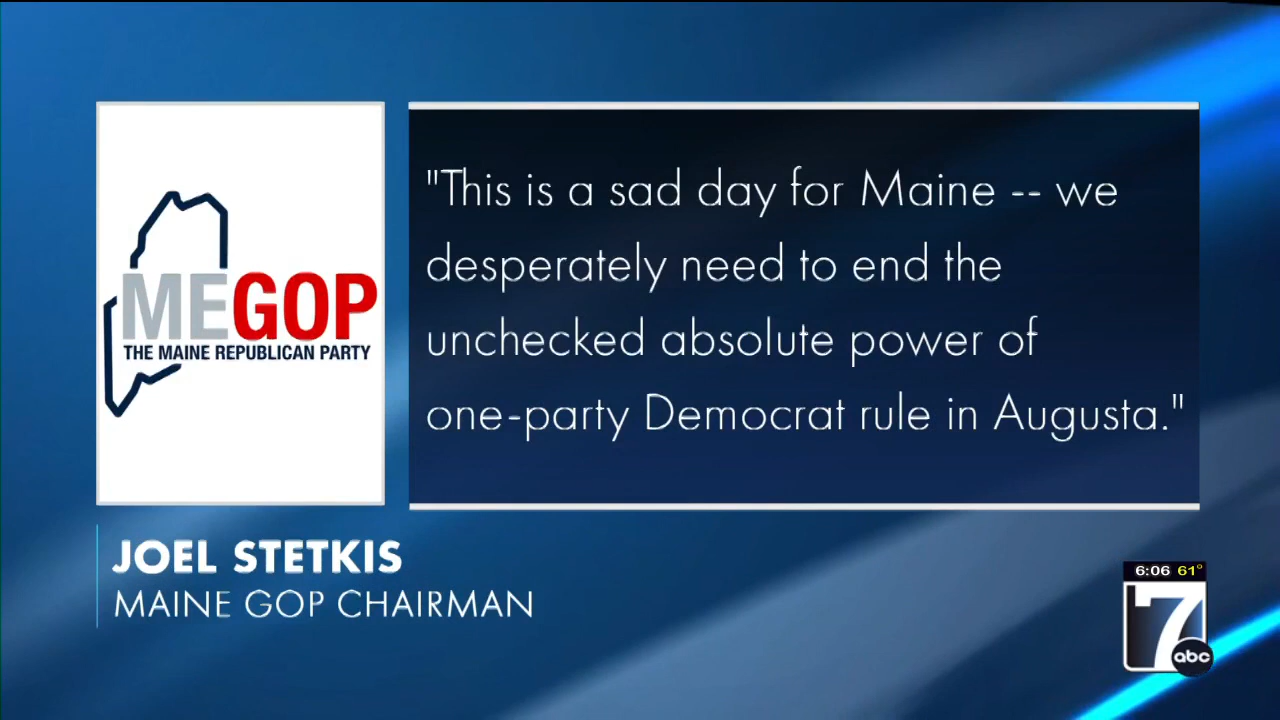 "This is a sad day for Maine -- we
desperately need to end the
unchecked absolute power of
one-party Democrat rule in Augusta."
MEGOP
THE MAINE REPUBLICAN PARTY
JOEL STETKIS
MAINE GOP CHAIRMAN
6:06 61°
7
abc